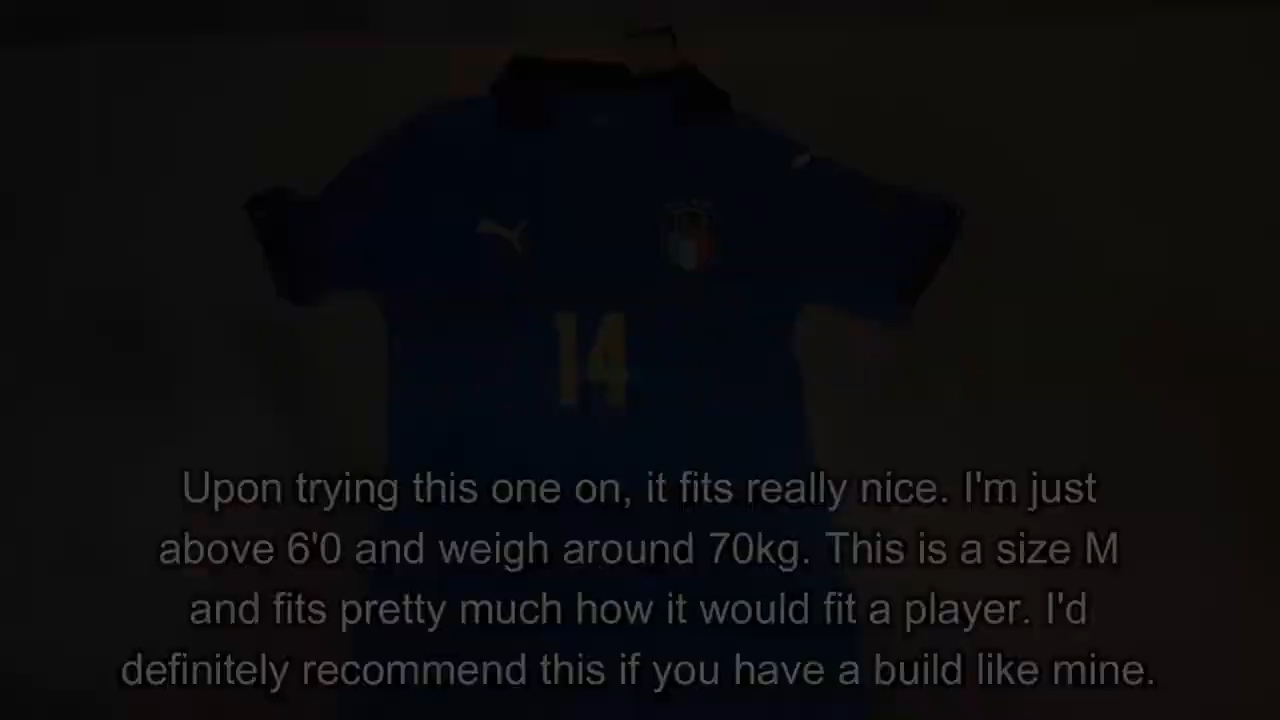 14
Upon trying this one on, it fits really nice. I'm just
above 6'0 and weigh around 70kg. This is a size M
and fits pretty much how it would fit a player. I'd
definitely recommend this if you have a build like mine.